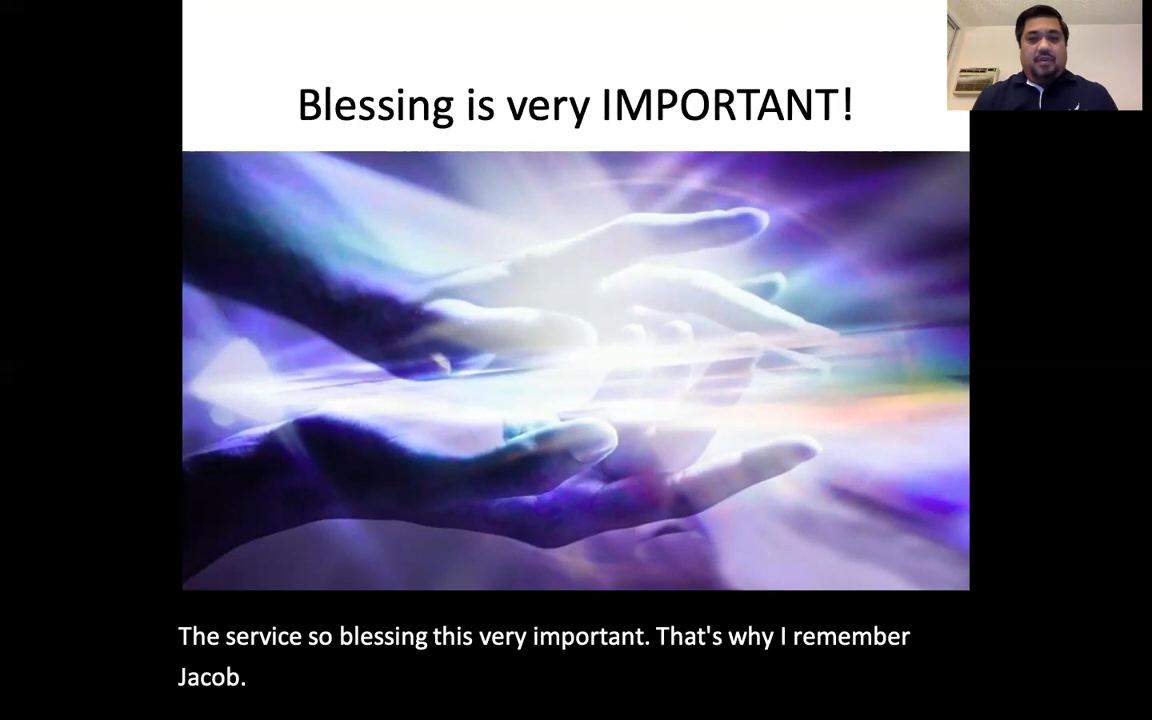 Blessing is very IMPORTANT!
The service so blessing this very important. That's why I remember
Jacob.